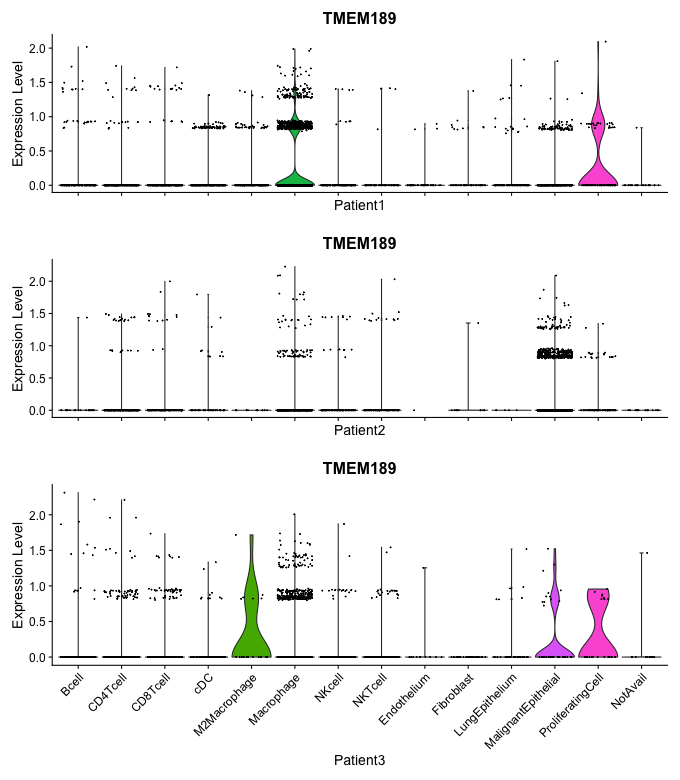 TMEM189
Expression Level
2.0
1.5
1.0
0.5
0.0
Patient1
TMEM189
Expression Level
2.0
1.5
1.0
0.5
0.0
Patient2
TMEM189
Expression Level
2.0
1.5
1.0
0.5
0.0
Bcell
CD4Tcell
CD8Tcell
cDC
M2Macrophage
Macrophage
NKcell
NKTcell
Endothelium
Fibroblast
LungEpithelium
MalignantEpithelial
ProliferatingCell
NotAvail
Patient3